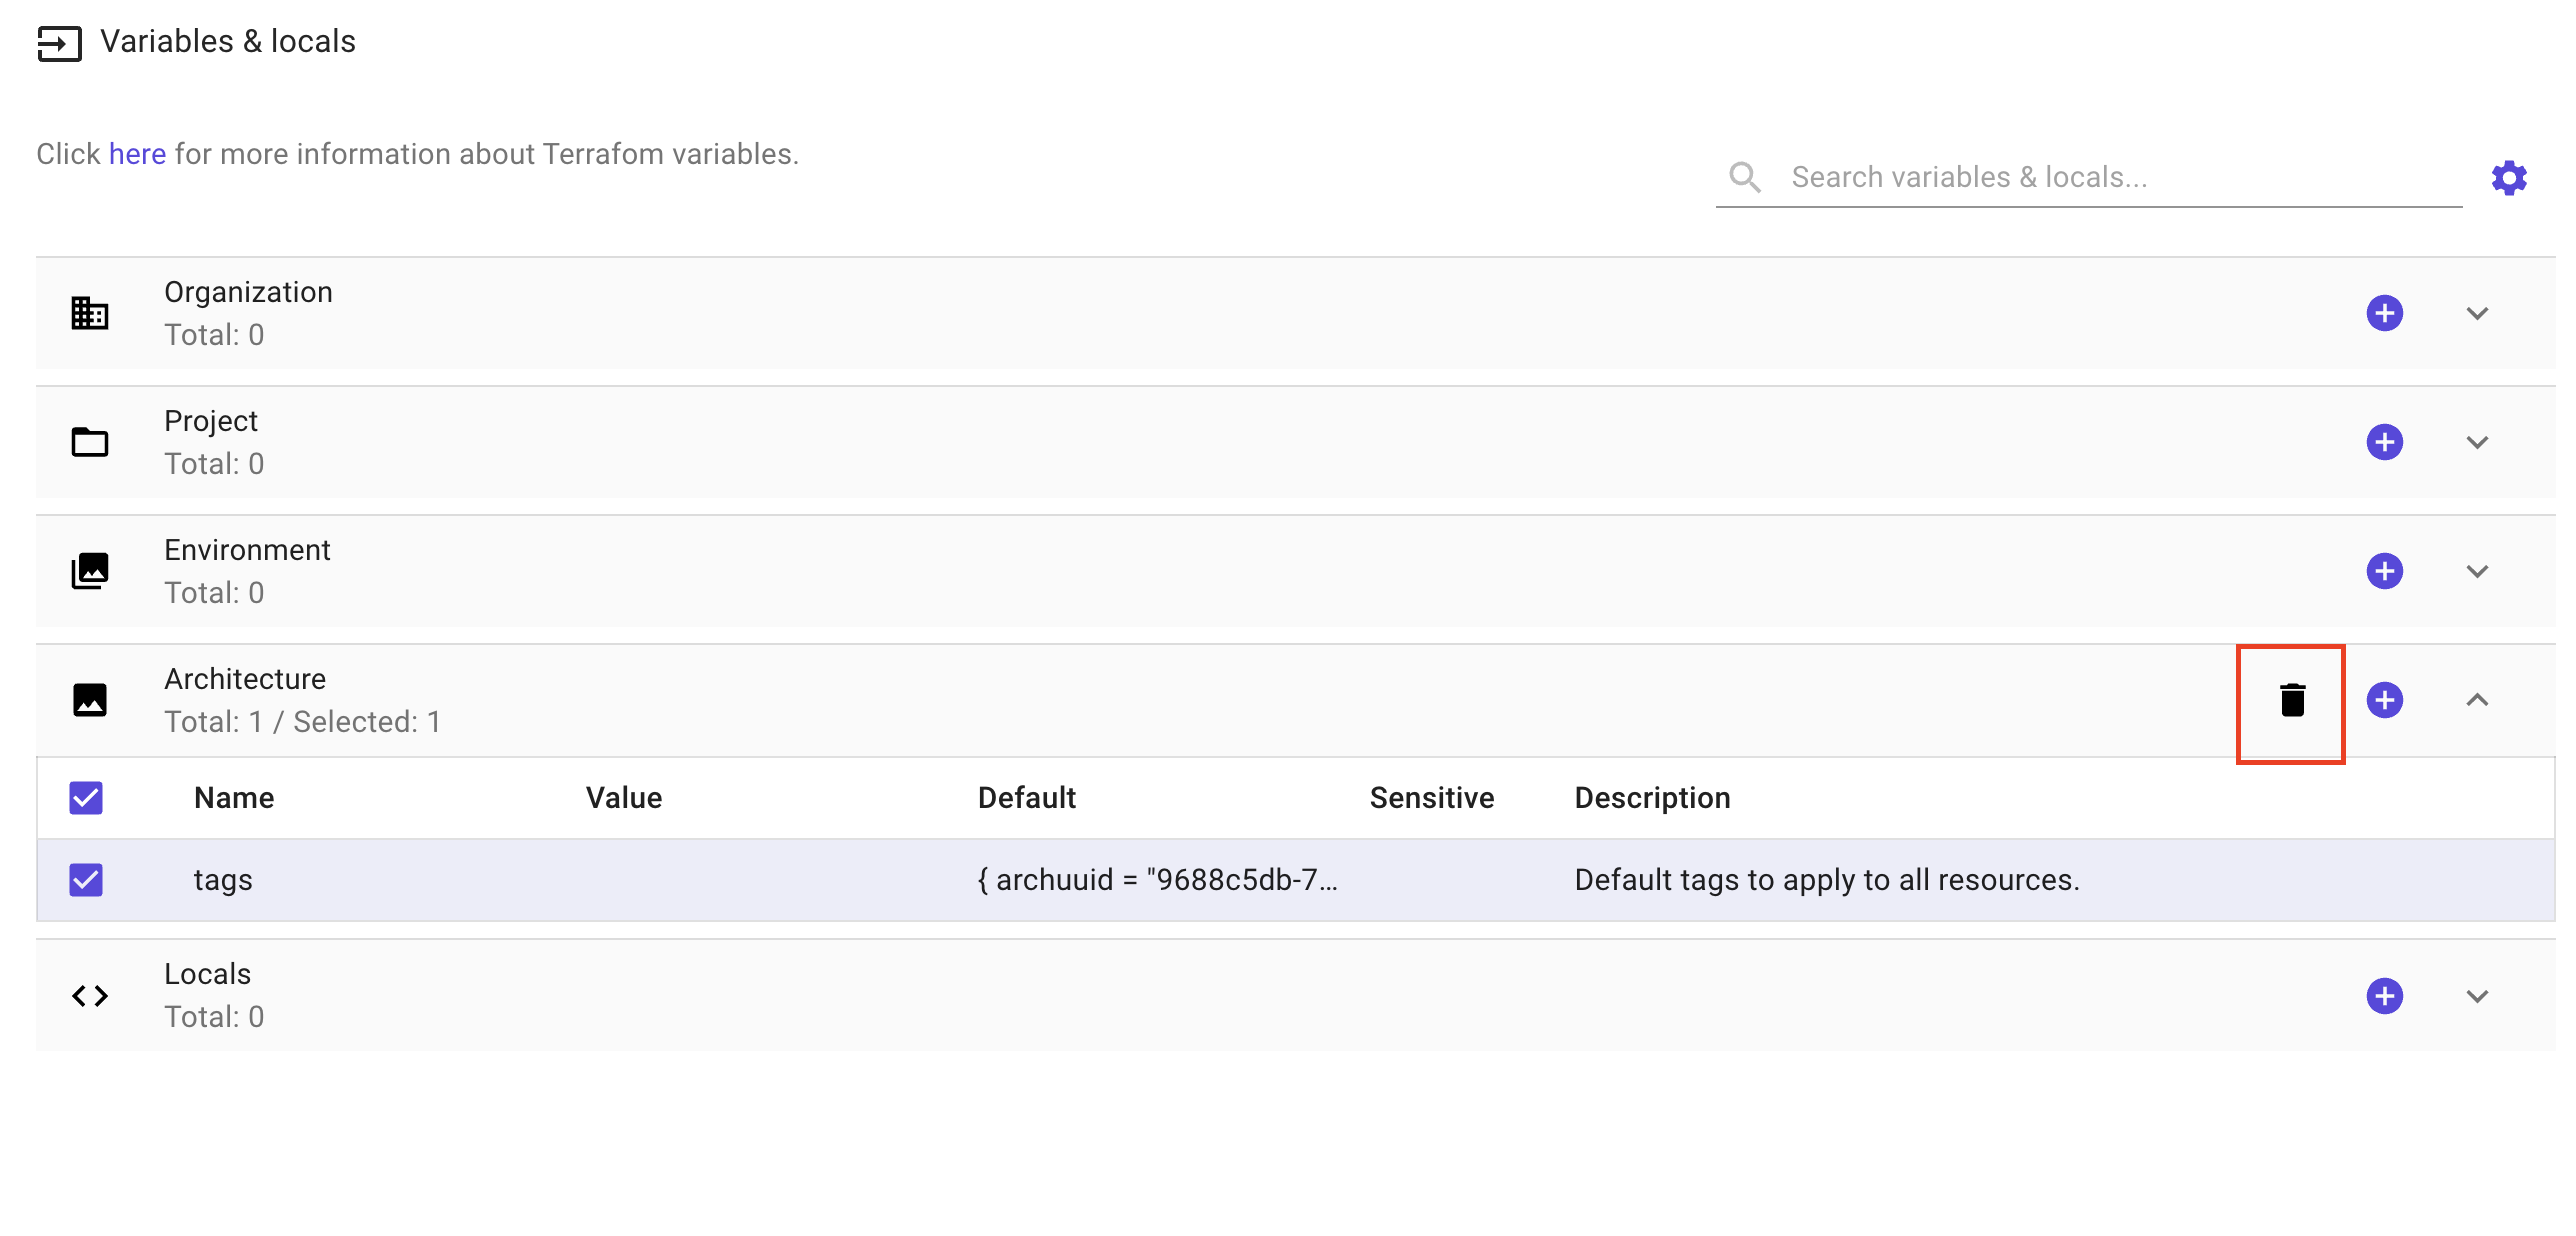 Variables & locals
Click here for more information about Terrafom variables.
Search variables & locals...
Organization
Total: 0
Project
Total: 0
Environment
Total: 0
Architecture
Total: 1 / Selected: 1
Name Value Default Sensitive Description
tags { archuuid = "9688c5db-7... Default tags to apply to all resources.
Locals
Total: 0